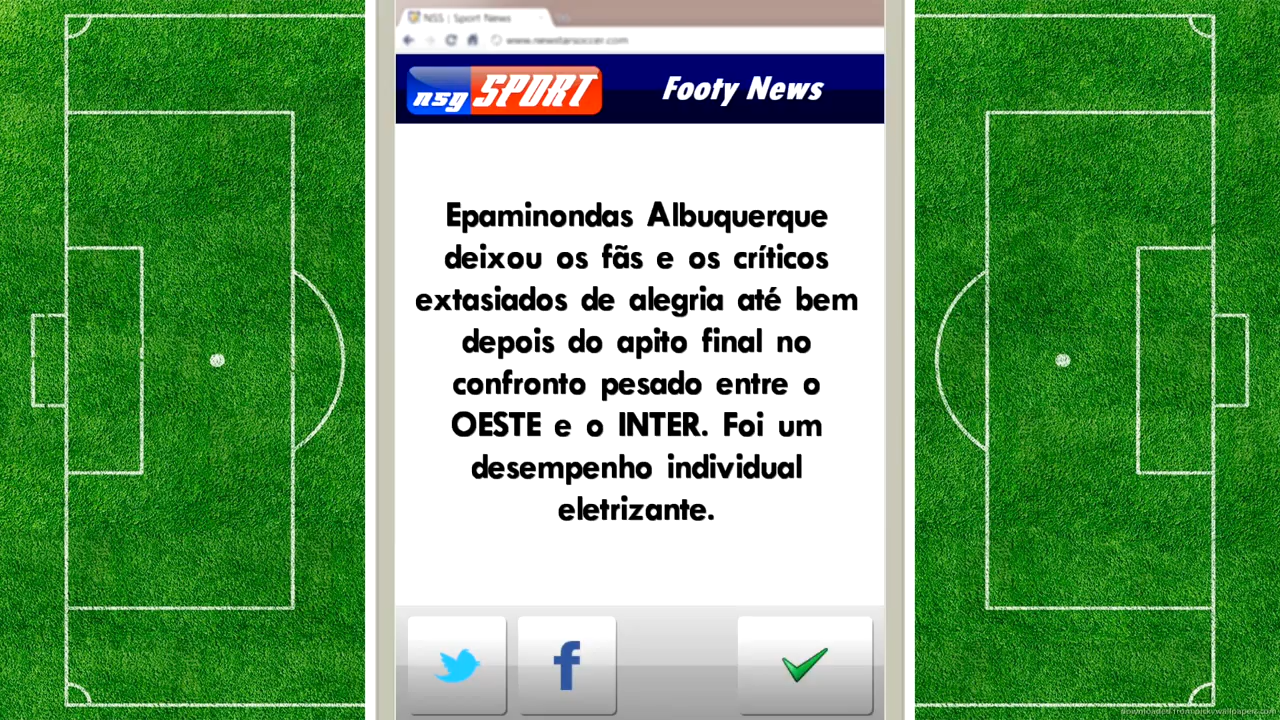 NSS | Sport News
www.newstarsoccer.com
nsg SPORT
Footy News
Epaminondas Albuquerque
deixou os fãs e os críticos
extasiados de alegria até bem
depois do apito final no
confronto pesado entre o
OESTE e o INTER. Foi um
desempenho individual
eletrizante.